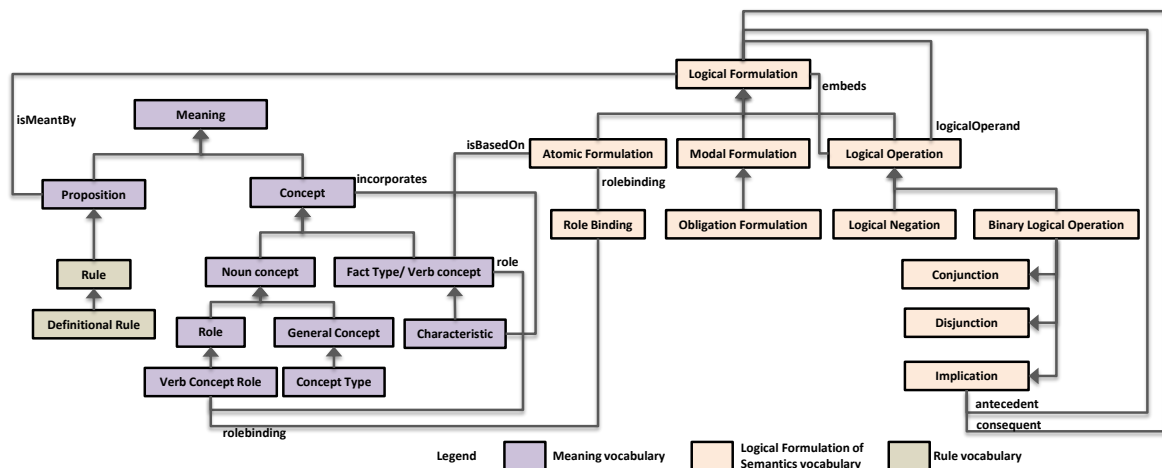 Logical Formulation
embeds
isMeantBy
Meaning
logicalOperand
isBasedOn
Atomic Formulation
Modal Formulation
Logical Operation
incorporates
rolebinding
Proposition
Concept
Role Binding
Obligation Formulation
Logical Negation
Binary Logical Operation
Rule
Noun concept
Fact Type/ Verb concept
role
Conjunction
Definitional Rule
Role
General Concept
Characteristic
Disjunction
Verb Concept Role
Concept Type
Implication
antecedent
consequent
rolebinding
Legend
Meaning vocabulary
Logical Formulation of
Semantics vocabulary
Rule vocabulary